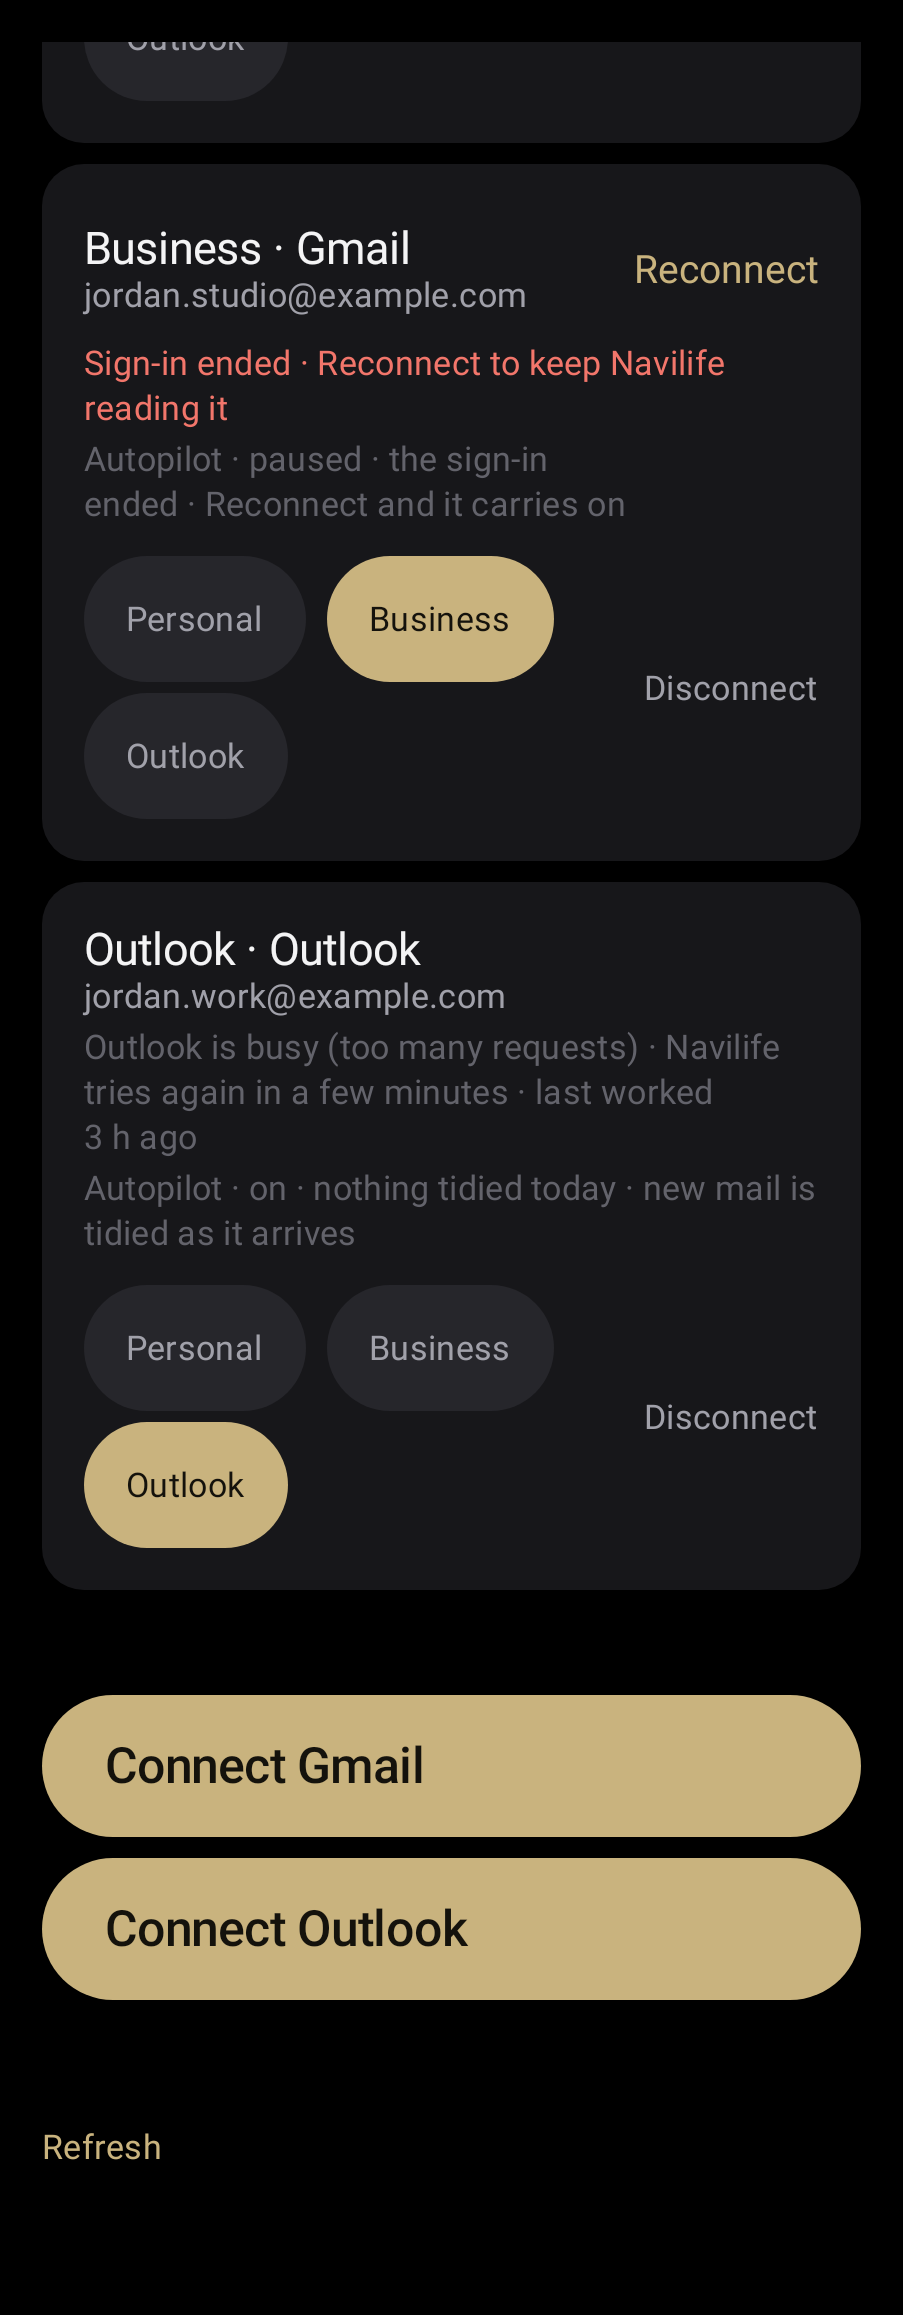 Outlook
Business · Gmail
jordan.studio@example.com
Reconnect
Sign-in ended · Reconnect to keep Navilife
reading it
Autopilot · paused · the sign-in
ended · Reconnect and it carries on
Personal
Business
Outlook
Disconnect
Outlook · Outlook
jordan.work@example.com
Outlook is busy (too many requests) · Navilife
tries again in a few minutes · last worked
3 h ago
Autopilot · on · nothing tidied today · new mail is
tidied as it arrives
Personal
Business
Outlook
Disconnect
Connect Gmail
Connect Outlook
Refresh